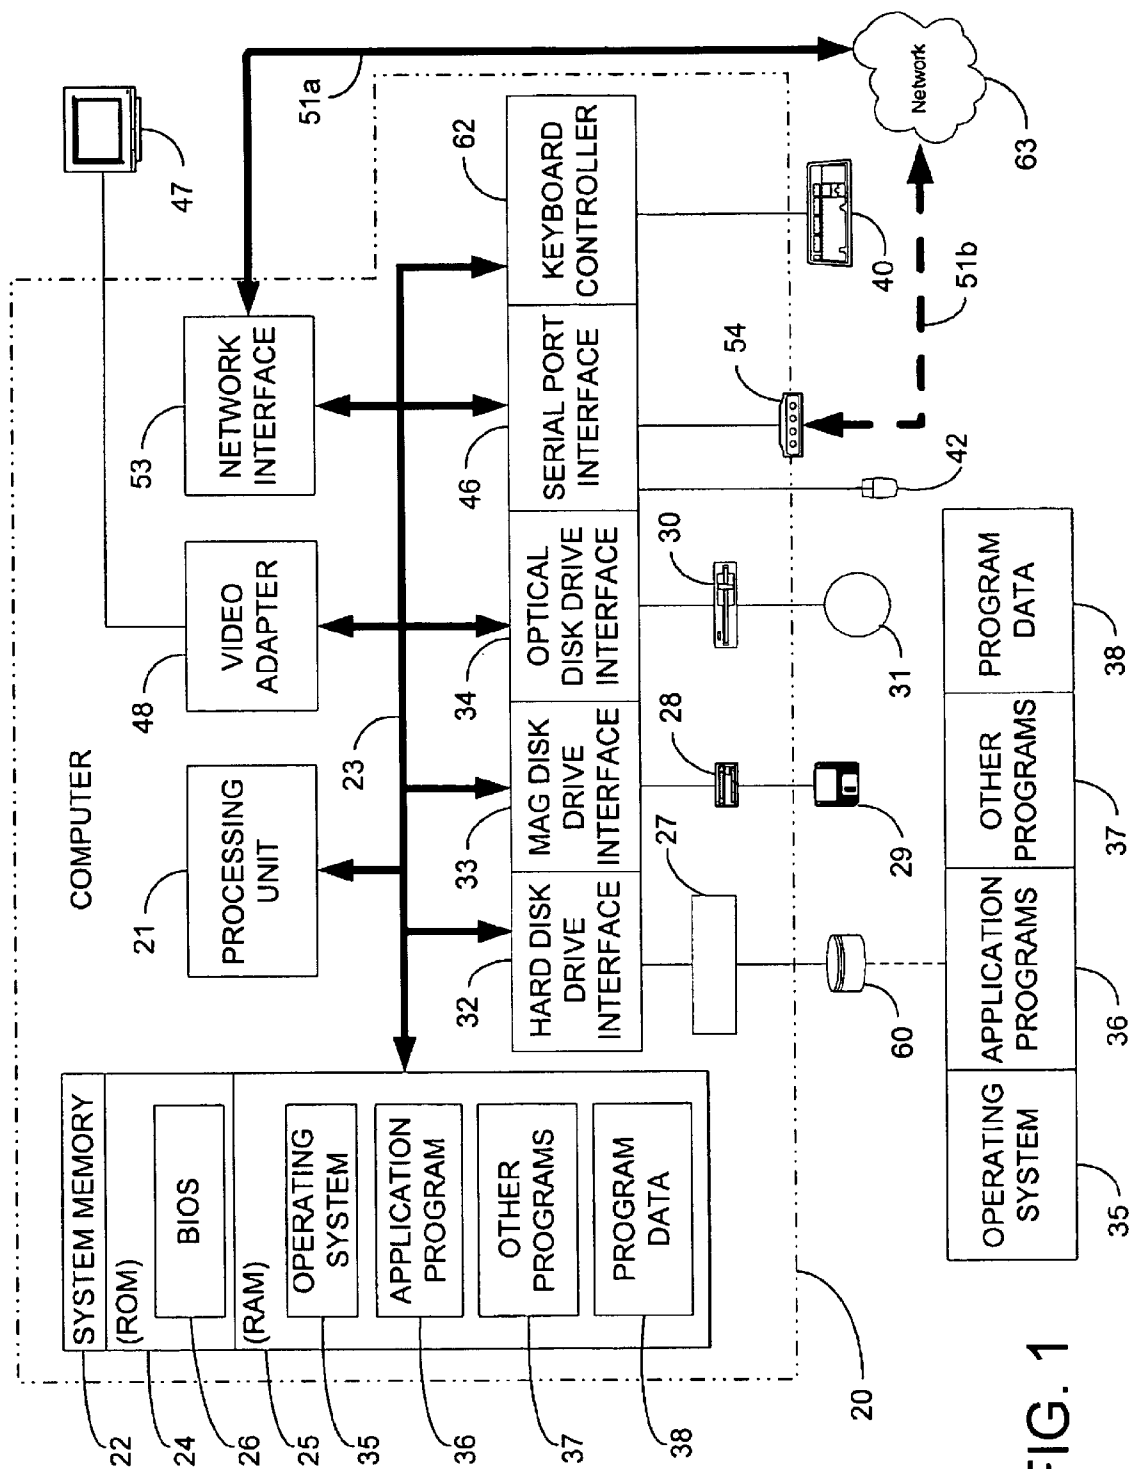 COMPUTER
20
22
SYSTEM MEMORY
24
(ROM)
26
BIOS
25
(RAM)
35
OPERATING
SYSTEM
36
APPLICATION
PROGRAM
37
OTHER
PROGRAMS
38
PROGRAM
DATA
21
PROCESSING
UNIT
48
VIDEO
ADAPTER
53
NETWORK
INTERFACE
47
51a
23
32
HARD DISK
DRIVE
INTERFACE
33
MAG DISK
DRIVE
INTERFACE
34
OPTICAL
DISK DRIVE
INTERFACE
46
SERIAL PORT
INTERFACE
62
KEYBOARD
CONTROLLER
27
28
30
54
60
29
31
42
40
51b
Network
63
OPERATING
SYSTEM
APPLICATION
PROGRAMS
OTHER
PROGRAMS
PROGRAM
DATA
35
36
37
38
FIG. 1